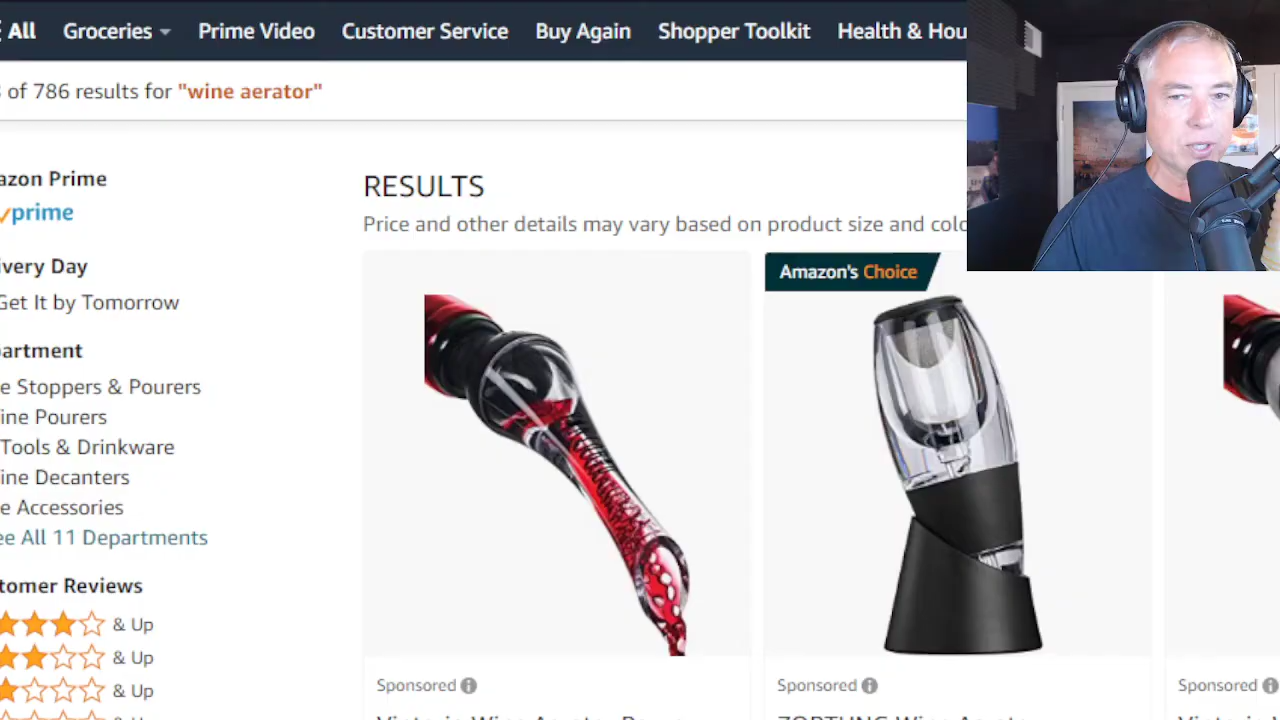 All Groceries Prime Video Customer Service Buy Again Shopper Toolkit Health & Hou
of 786 results for "wine aerator"
azon Prime
prime
ivery Day
Get It by Tomorrow
artment
e Stoppers & Pourers
ine Pourers
Tools & Drinkware
ine Decanters
e Accessories
ee All 11 Departments
tomer Reviews
& Up
& Up
& Up
RESULTS
Price and other details may vary based on product size and colo
Amazon's Choice
Sponsored
Sponsored
Sponsored